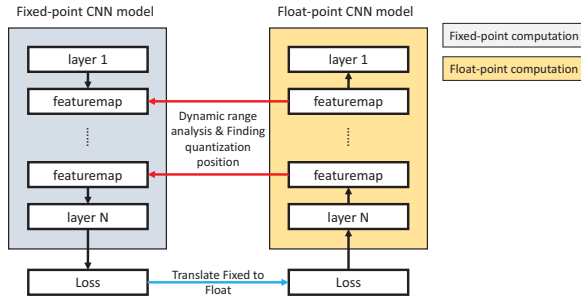 Fixed-point CNN model
Float-point CNN model
layer 1
layer 1
Fixed-point computation
Float-point computation
featuremap
featuremap
Dynamic range
analysis & Finding
quantization
position
featuremap
featuremap
layer N
layer N
Loss
Translate Fixed to
Float
Loss